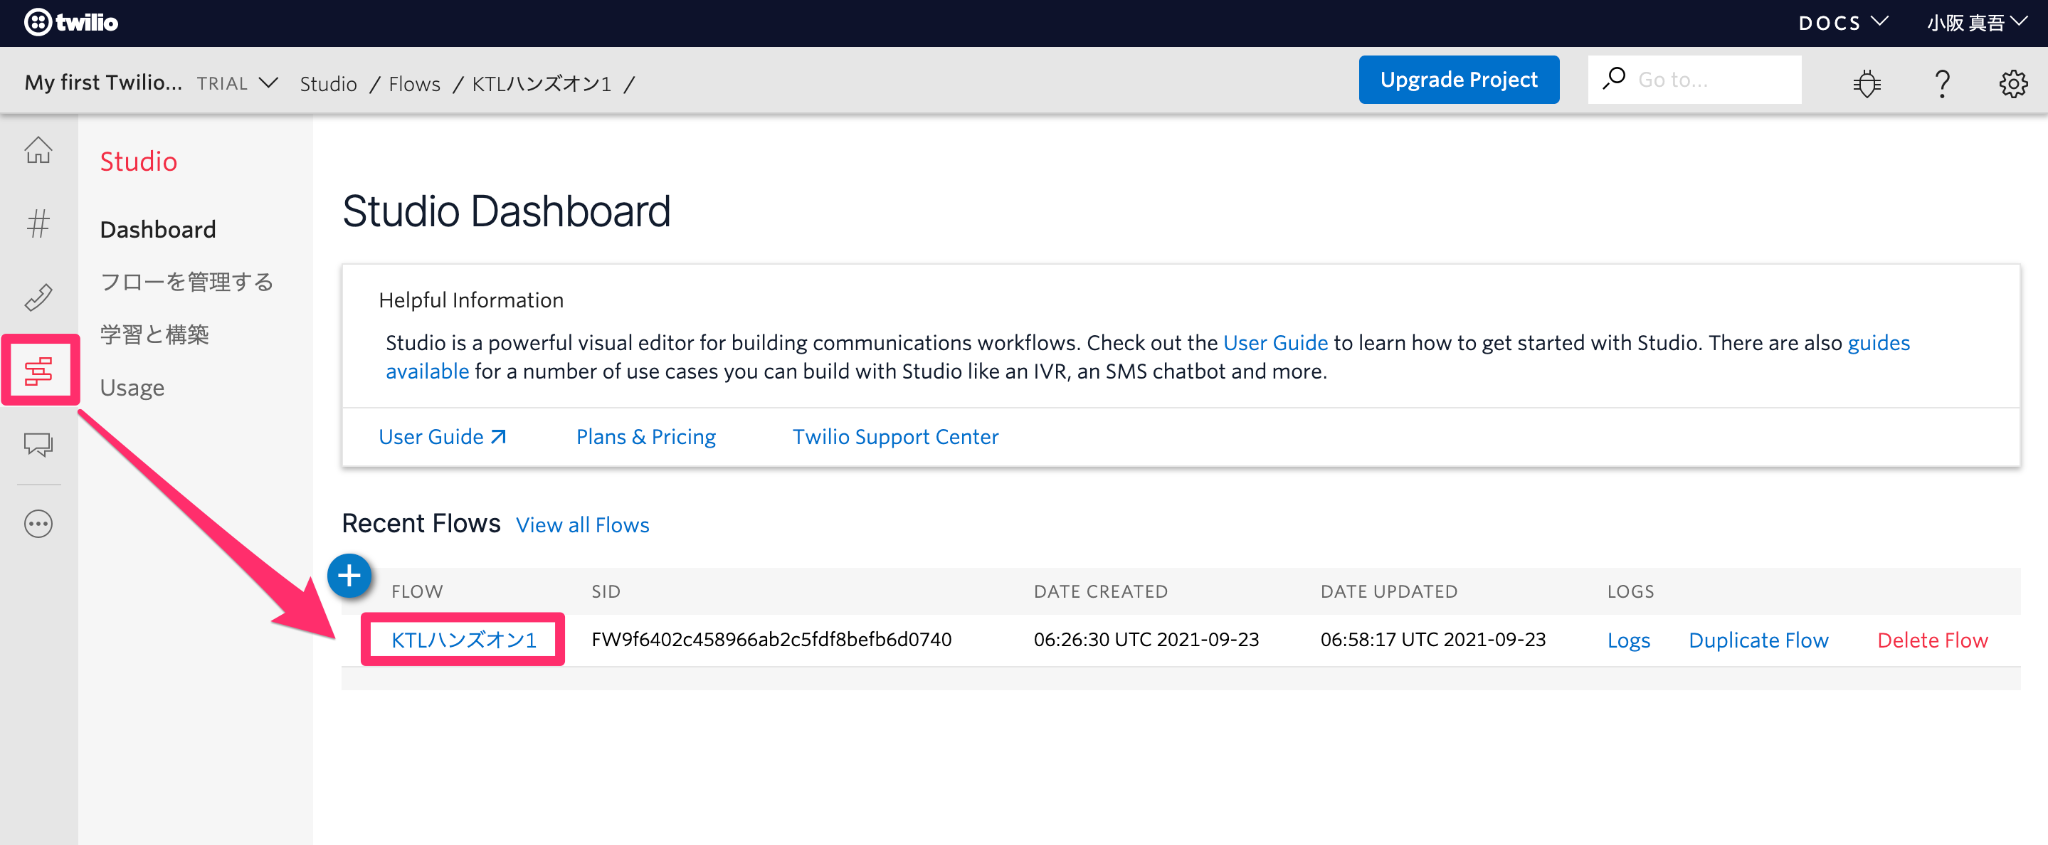 twilio
DOCS
小阪 真吾
My first Twilio... TRIAL
Studio / Flows / KTLハンズオン1 /
Upgrade Project
Go to...
?
Studio
Dashboard
フローを管理する
学習と構築
Usage
Studio Dashboard
Helpful Information
Studio is a powerful visual editor for building communications workflows. Check out the User Guide to learn how to get started with Studio. There are also guides
available for a number of use cases you can build with Studio like an IVR, an SMS chatbot and more.
User Guide Plans & Pricing Twilio Support Center
Recent Flows View all Flows
FLOW SID DATE CREATED DATE UPDATED LOGS
KTLハンズオン1 FW9f6402c458966ab2c5fdf8befb6d0740 06:26:30 UTC 2021-09-23 06:58:17 UTC 2021-09-23 Logs Duplicate Flow Delete Flow